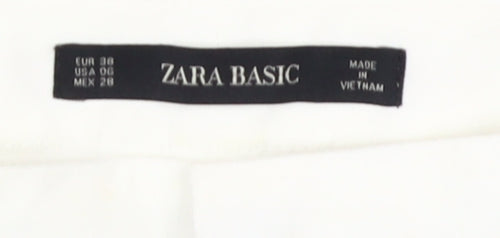 EUR 38
USA 06
MEX 28
ZARA BASIC
MADE
IN
VIETNAM